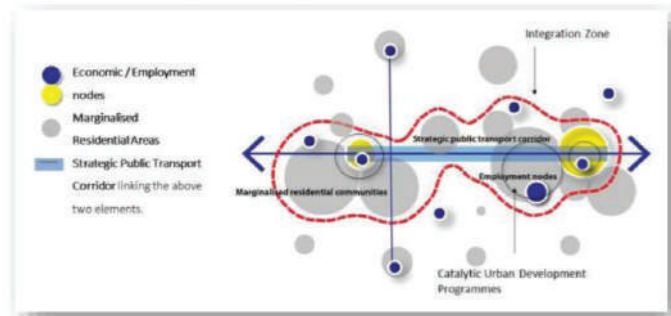 Economic / Employment
nodes
Marginalised
Residential Areas
Strategic Public Transport
Corridor linking the above
two elements.
Integration Zone
Strategic public transport corridor
Employment nodes
Marginalised residential communities
Catalytic Urban Development
Programmes